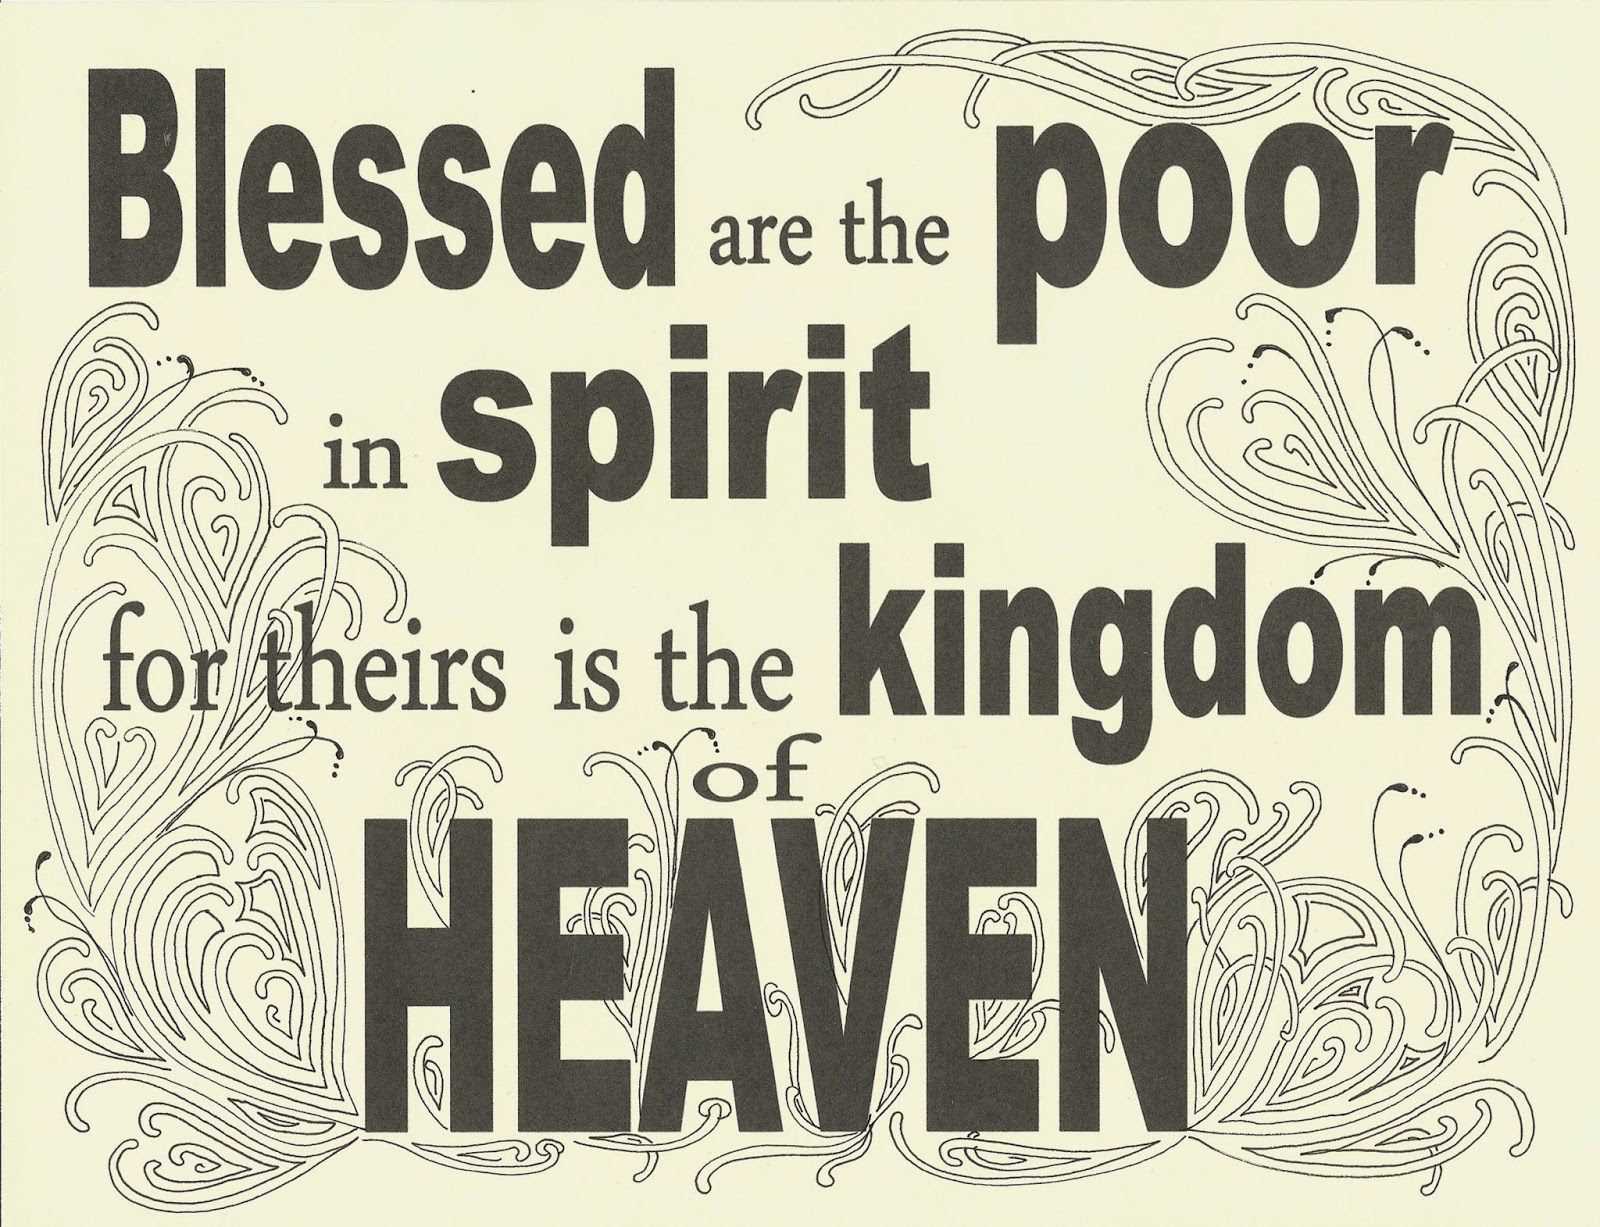 Blessed are the poor
in spirit
for theirs is the kingdom
of
HEAVEN